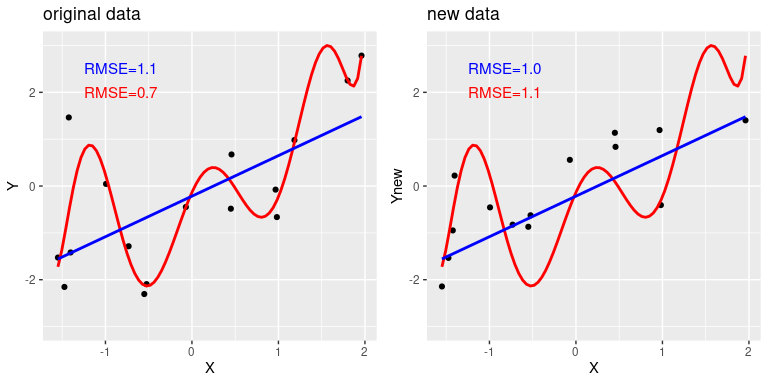 original data
RMSE=1.1
RMSE=0.7
Y
2
0
-2
-1
0
1
2
X
new data
RMSE=1.0
RMSE=1.1
Ynew
2
0
-2
-1
0
1
2
X